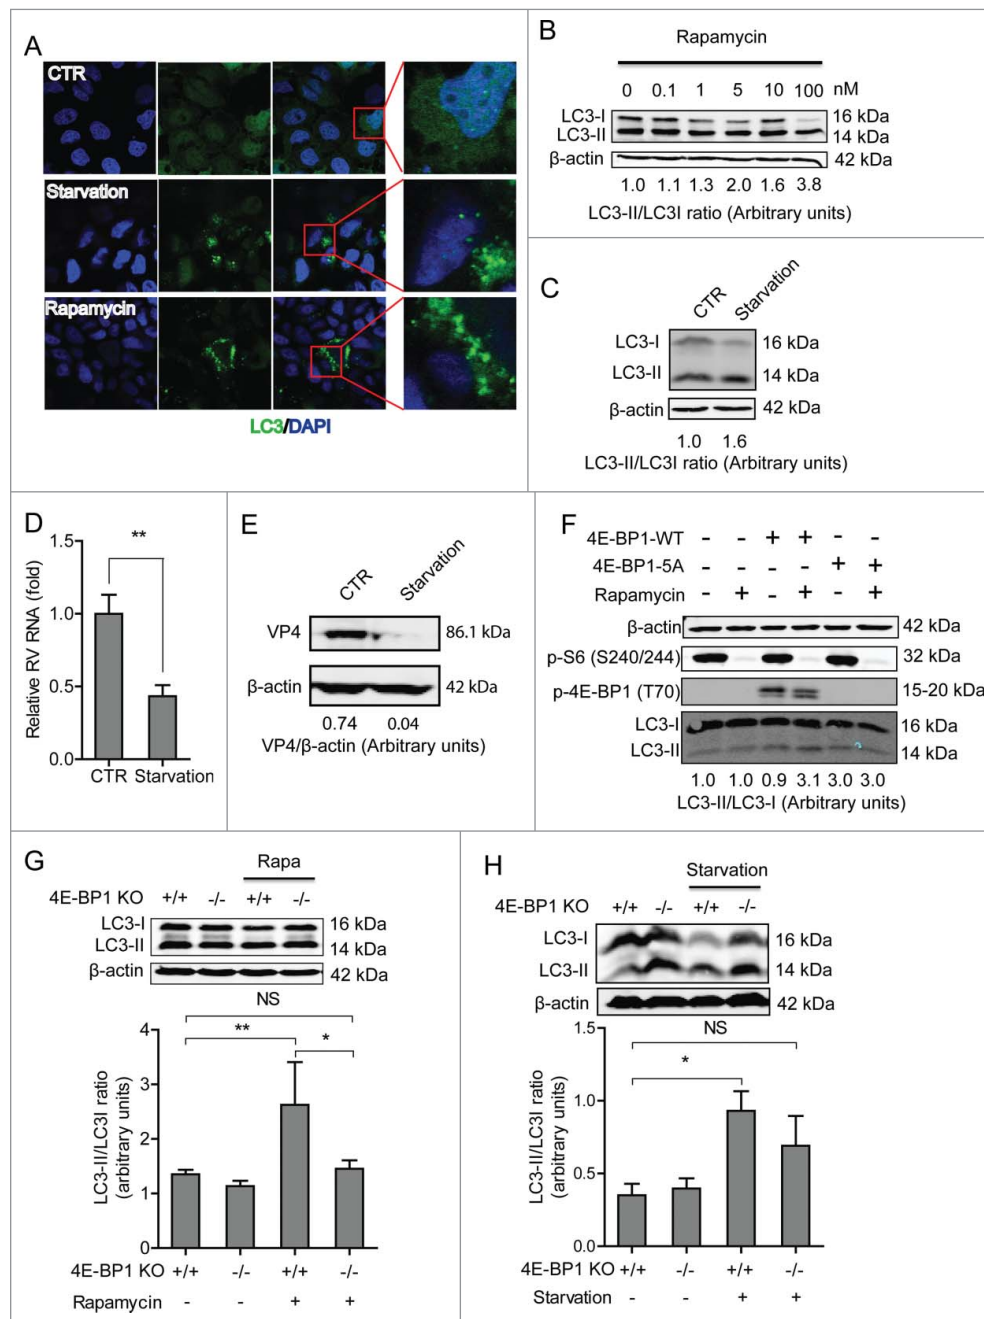 A
CTR
Starvation
Rapamycin
LC3/DAPI
B
Rapamycin
0 0.1 1 5 10 100 nM
LC3-I 16 kDa
LC3-II 14 kDa
β-actin 42 kDa
1.0 1.1 1.3 2.0 1.6 3.8
LC3-II/LC3I ratio (Arbitrary units)
C
CTR Starvation
LC3-I 16 kDa
LC3-II 14 kDa
β-actin 42 kDa
1.0 1.6
LC3-II/LC3I ratio (Arbitrary units)
D
**
Relative RV RNA (fold)
1.5
1.0
0.5
0.0
CTR Starvation
E
CTR Starvation
VP4 86.1 kDa
β-actin 42 kDa
0.74 0.04
VP4/β-actin (Arbitrary units)
F
4E-BP1-WT - - + + - -
4E-BP1-5A - - - - + +
Rapamycin - + - + - +
β-actin 42 kDa
p-S6 (S240/244) 32 kDa
p-4E-BP1 (T70) 15-20 kDa
LC3-I 16 kDa
LC3-II 14 kDa
1.0 1.0 0.9 3.1 3.0 3.0
LC3-II/LC3-I (Arbitrary units)
G
Rapa
4E-BP1 KO +/+ -/- +/+ -/-
LC3-I 16 kDa
LC3-II 14 kDa
β-actin 42 kDa
NS
**
*
LC3-II/LC3I ratio
(arbitrary units)
4
3
2
1
0
4E-BP1 KO +/+ -/- +/+ -/-
Rapamycin - - + +
H
Starvation
4E-BP1 KO +/+ -/- +/+ -/-
LC3-I 16 kDa
LC3-II 14 kDa
β-actin 42 kDa
NS
*
LC3-II/LC3I ratio
(arbitrary units)
1.0
0.5
0.0
4E-BP1 KO +/+ -/- +/+ -/-
Starvation - - + +